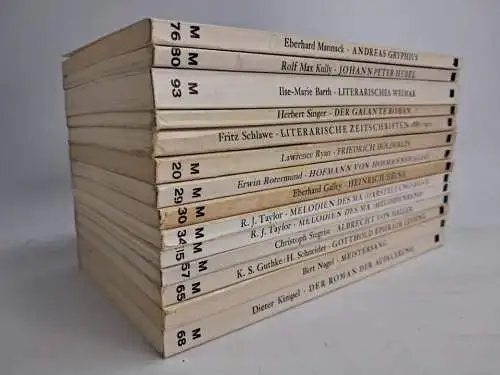 76 M Eberhard Mannack · ANDREAS GRYPHIUS
80 M Rolf Max Kully · JOHANN PETER HEBEL
93 M Ilse-Marie Barth · LITERARISCHES WEIMAR
Herbert Singer · DER GALANTE ROMAN
Fritz Schlawe · LITERARISCHE ZEITSCHRIFTEN
20 M Lawrence Ryan · FRIEDRICH HÖLDERLIN
29 M Erwin Rotermund · HOFMANN VON HOFMANNSWALDAU
30 M Eberhard Galley · HEINRICH HEINE
34 M R. J. Taylor · MELODIEN DES MA /DARSTELLUNGSBAND
35 M R. J. Taylor · MELODIEN DES MA /MELODIENBAND
57 M Christoph Siegrist · ALBRECHT VON HALLER
65 M K. S. Guthke/H. Schneider · GOTTHOLD EPHRAIM LESSING
Bert Nagel · MEISTERSANG
68 M Dieter Kimpel · DER ROMAN DER AUFKLÄRUNG